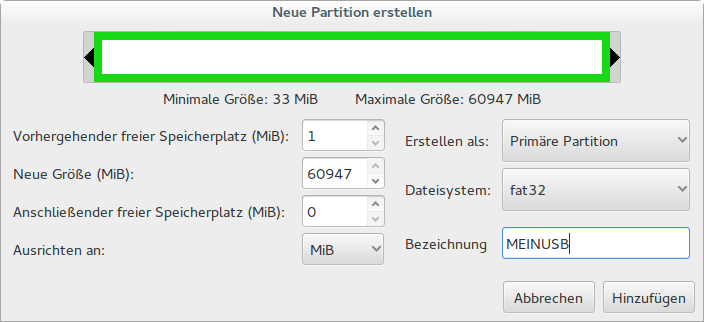 Neue Partition erstellen
Minimale Größe: 33 MiB Maximale Größe: 60947 MiB
Vorhergehender freier Speicherplatz (MiB): 1
Neue Größe (MiB): 60947
Anschließender freier Speicherplatz (MiB): 0
Ausrichten an: MiB
Erstellen als: Primäre Partition
Dateisystem: fat32
Bezeichnung MEINUSB
Abbrechen Hinzufügen